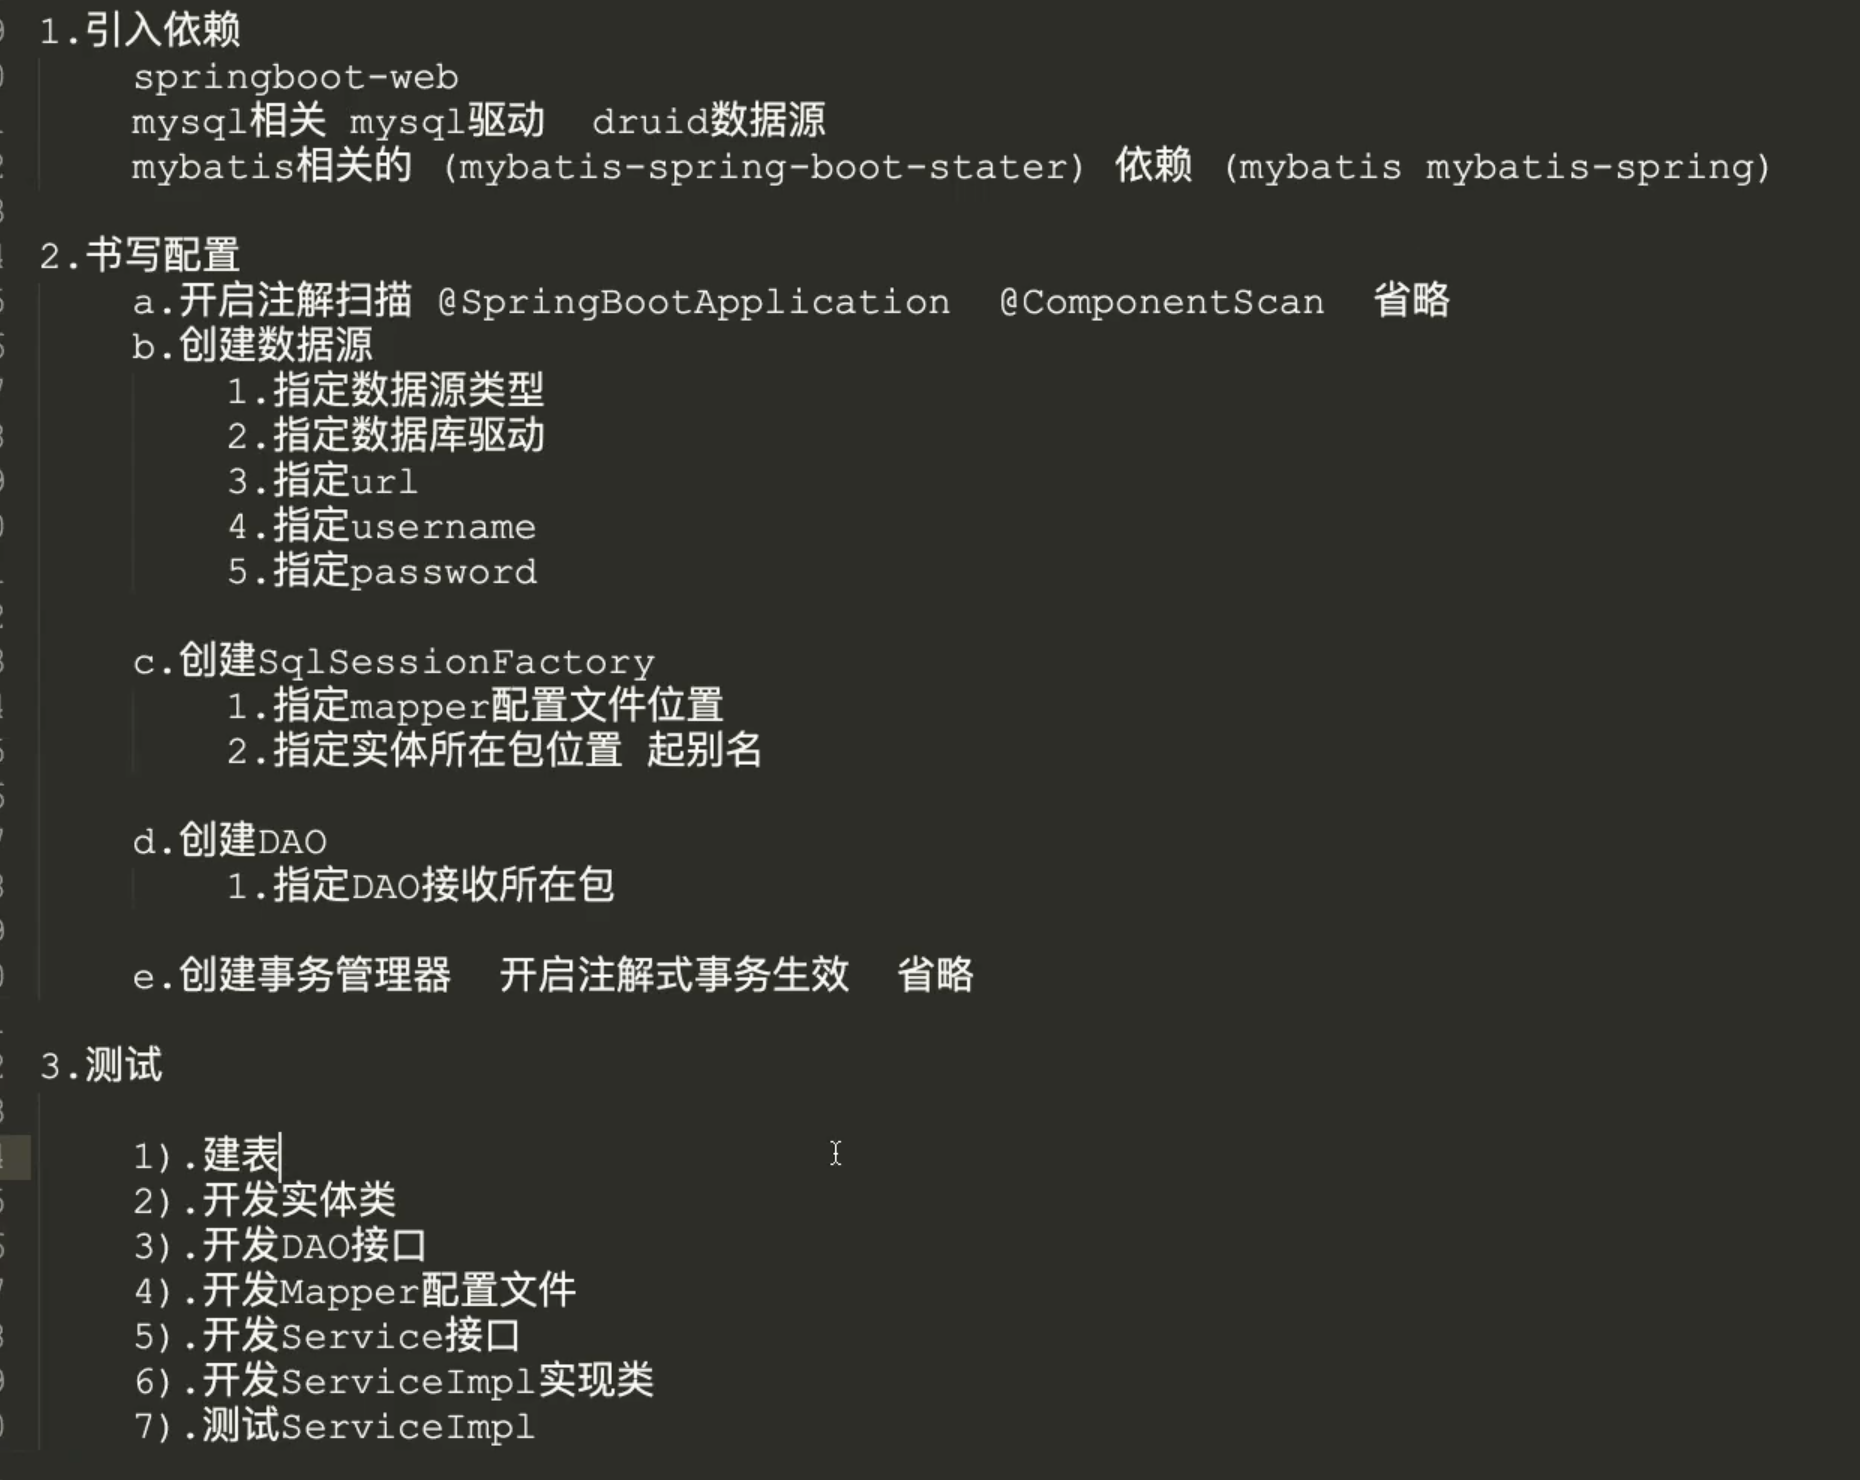 1.引入依赖
springboot-web
mysql相关 mysql驱动  druid数据源
mybatis相关的 (mybatis-spring-boot-stater) 依赖 (mybatis mybatis-spring)
2.书写配置
a.开启注解扫描 @SpringBootApplication  @ComponentScan  省略
b.创建数据源
1.指定数据源类型
2.指定数据库驱动
3.指定url
4.指定username
5.指定password
c.创建SqlSessionFactory
1.指定mapper配置文件位置
2.指定实体所在包位置 起别名
d.创建DAO
1.指定DAO接收所在包
e.创建事务管理器  开启注解式事务生效  省略
3.测试
1).建表
2).开发实体类
3).开发DAO接口
4).开发Mapper配置文件
5).开发Service接口
6).开发ServiceImpl实现类
7).测试ServiceImpl